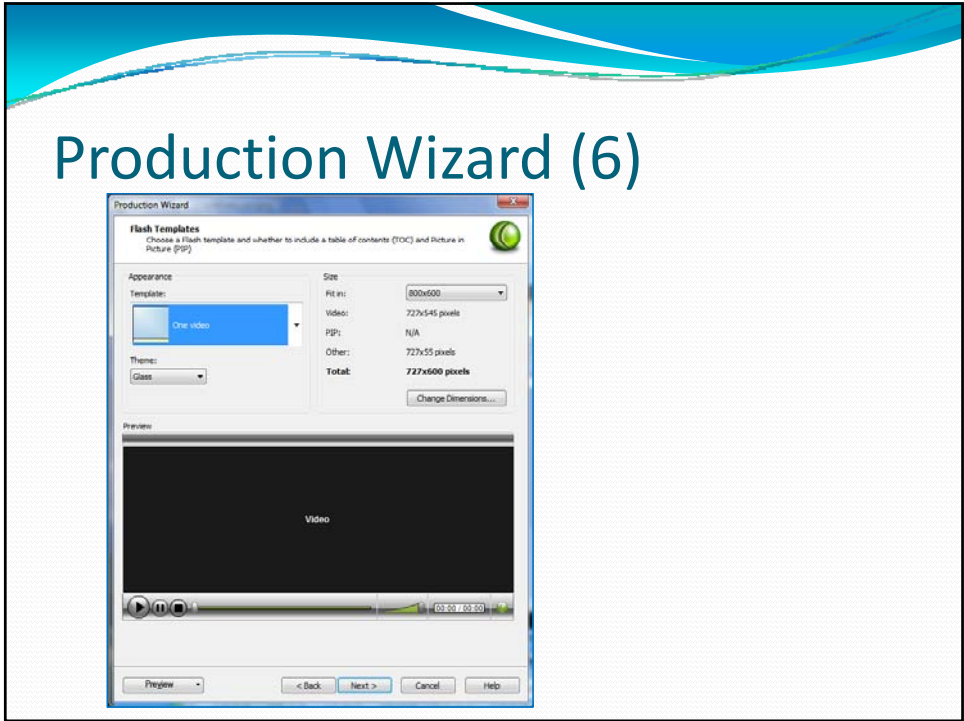 Production Wizard (6)
Production Wizard
Flash Templates
Choose a Flash template and whether to include a table of contents (TOC) and Picture in
Picture (PIP)
Appearance
Template:
One video
Theme:
Glass
Size
Fit in: 800x600
Video: 727x545 pixels
PIP: N/A
Other: 727x55 pixels
Total: 727x600 pixels
Change Dimensions...
Preview
Video
00:00 / 00:00
Preview < Back Next > Cancel Help